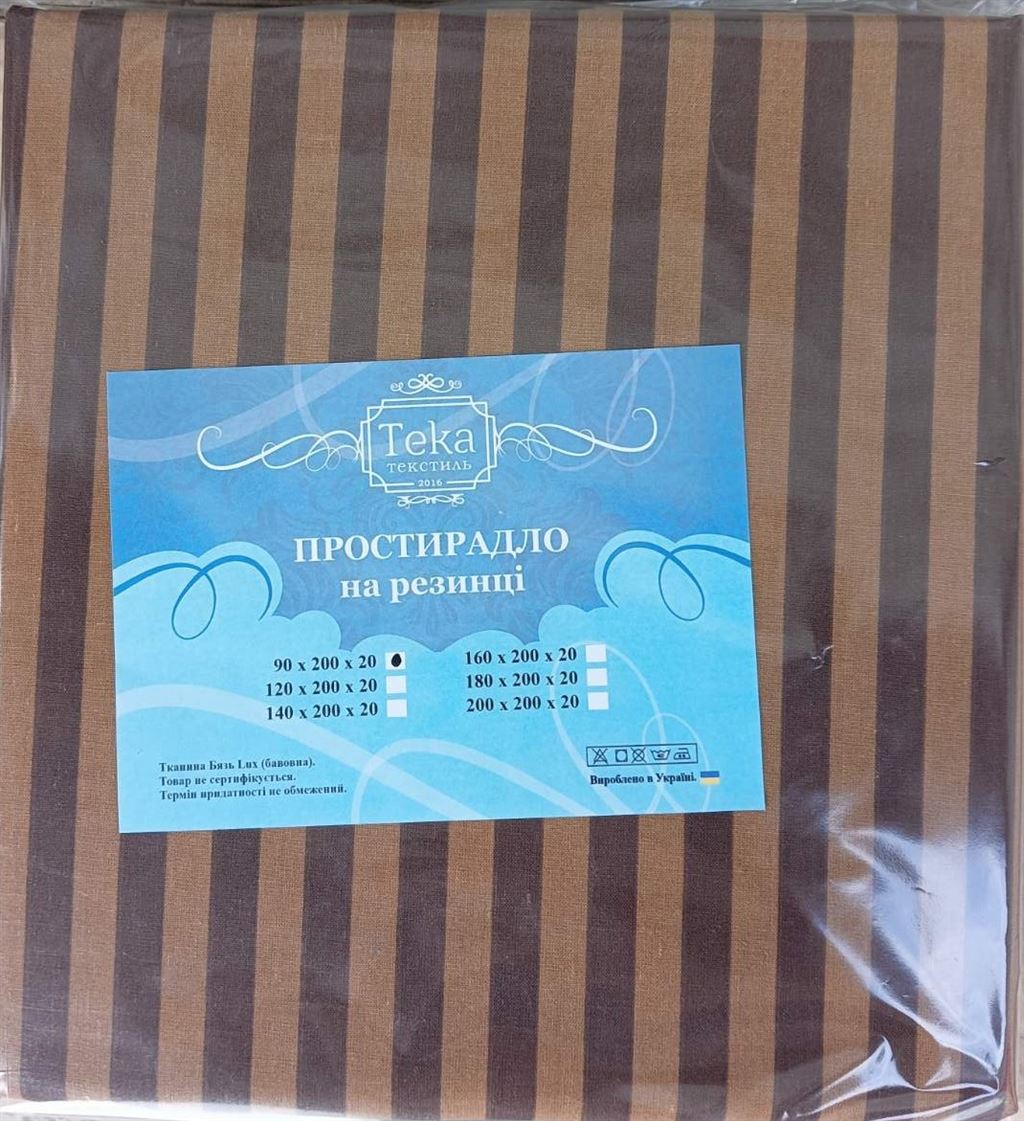 Teka
текстиль
2016
ПРОСТИРАДЛО
на резинці
90 х 200 х 20
120 х 200 х 20
140 х 200 х 20
160 х 200 х 20
180 х 200 х 20
200 х 200 х 20
Тканина Бязь Lux (бавовна).
Товар не сертифікується.
Термін придатності не обмежений.
Вироблено в Україні.